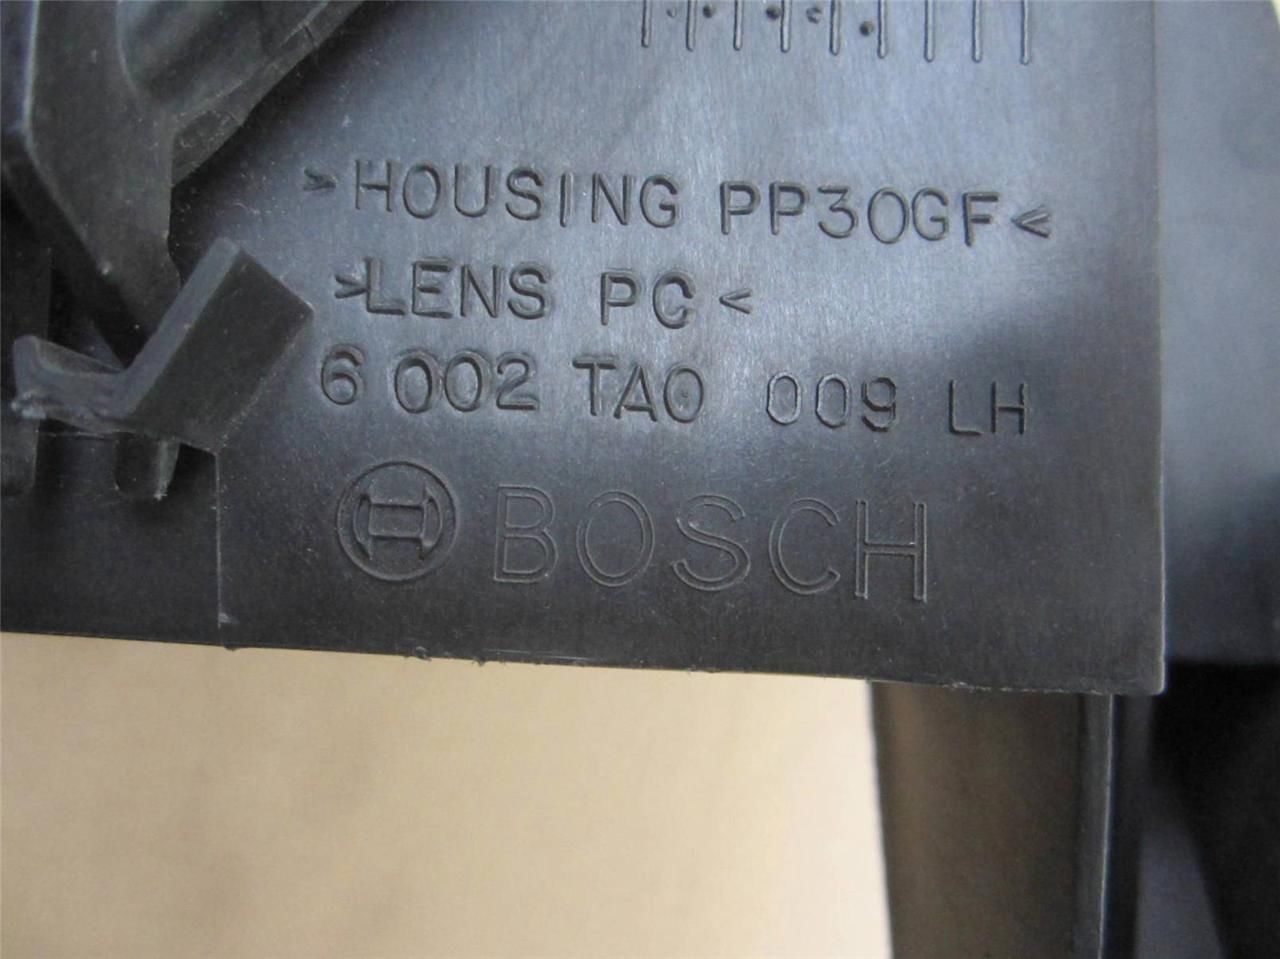 >HOUSING PP30GF<
>LENS PC<
6 002 TA0 009 LH
BOSCH